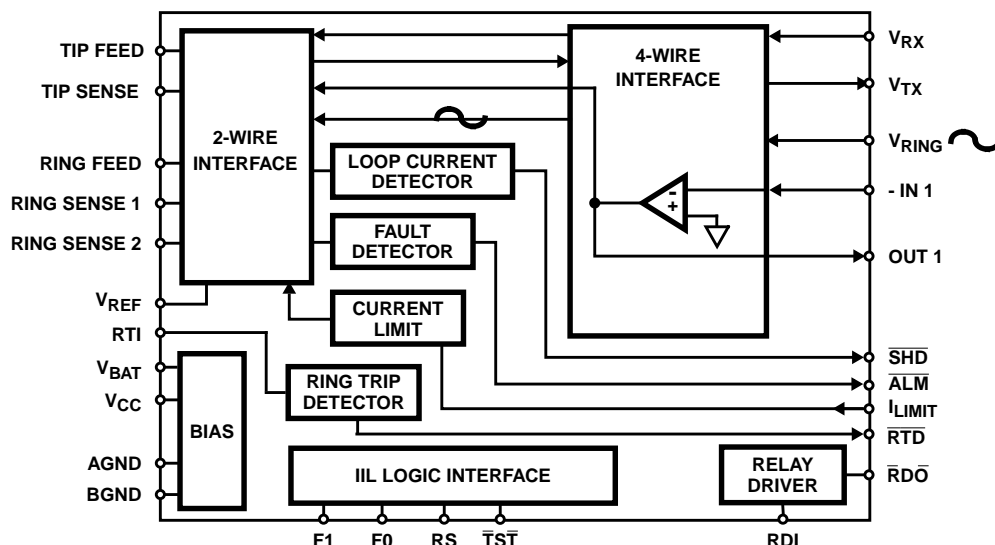 TIP FEED
TIP SENSE
RING FEED
RING SENSE 1
RING SENSE 2
VREF
RTI
VBAT
VCC
AGND
BGND
2-WIRE
INTERFACE
4-WIRE
INTERFACE
-
+
LOOP CURRENT
DETECTOR
FAULT
DETECTOR
CURRENT
LIMIT
RING TRIP
DETECTOR
BIAS
IIL LOGIC INTERFACE
RELAY
DRIVER
VRX
VTX
VRING
- IN 1
OUT 1
SHD
ALM
ILIMIT
RTD
RDO
F1
F0
RS
TST
RDI